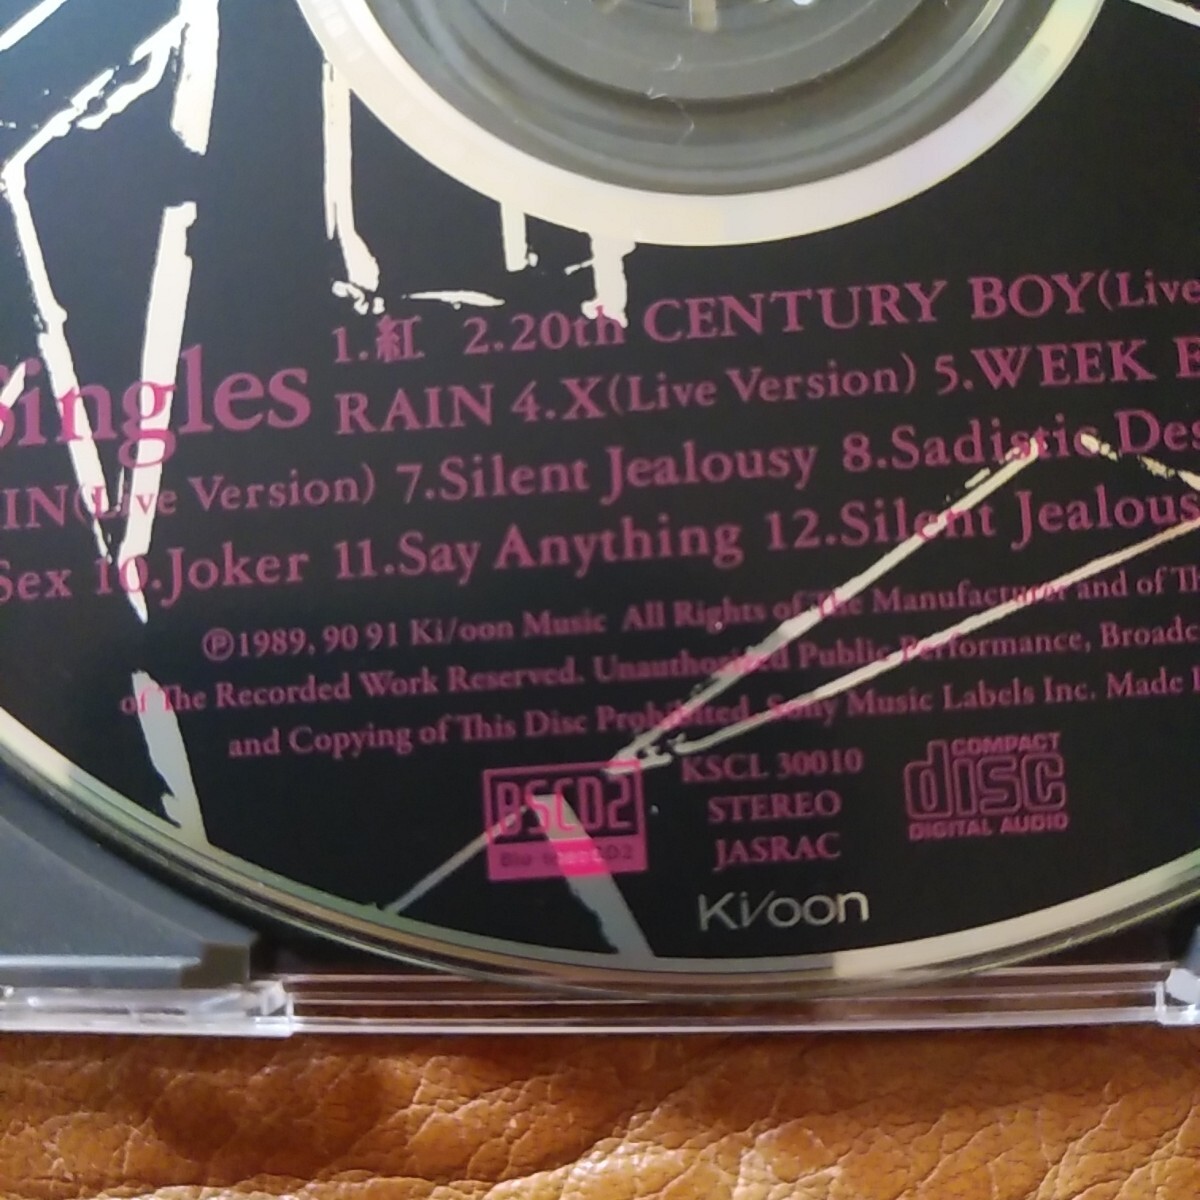 Singles
1.紅 2.20th CENTURY BOY(Live
RAIN 4.X(Live Version) 5.WEEK E
IN(Live Version) 7.Silent Jealousy 8.Sadistic Des
Sex 10.Joker 11.Say Anything 12.Silent Jealous
℗1989, 90 91 Ki/oon Music All Rights of The Manufacturer and of Th
of The Recorded Work Reserved. Unauthorized Public Performance, Broadc
and Copying of This Disc Prohibited. Sony Music Labels Inc. Made
BSCD2
Blu-specCD2
KSCL 30010
STEREO
JASRAC
COMPACT
disc
DIGITAL AUDIO
Ki/oon